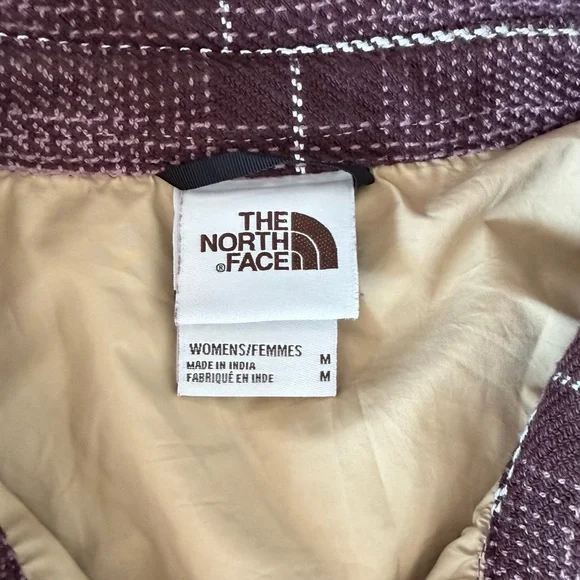 THE
NORTH
®FACE
WOMENS/FEMMES M
MADE IN INDIA
FABRIQUÉ EN INDE M